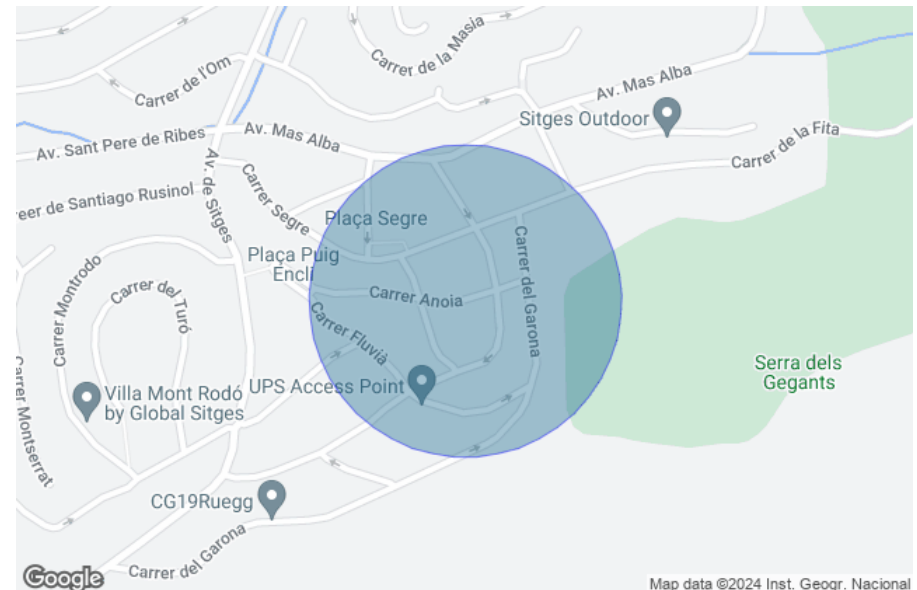 Carrer de la Masia
Carrer de l'Om
Av. Mas Alba
Sitges Outdoor
Av. Sant Pere de Ribes
Av. Mas Alba
Carrer de la Fita
reer de Santiago Rusinol
Av. de Sitges
Carrer Segre
Plaça Segre
Plaça Puig
Encli
Carrer del Garona
Carrer Anoia
Carrer Montrodo
Carrer del Turó
Carrer Fluvià
UPS Access Point
Serra dels
Gegants
Villa Mont Rodó
by Global Sitges
Carrer Montserrat
CG19Ruegg
Carrer del Garona
Google
Map data ©2024 Inst. Geogr. Nacional